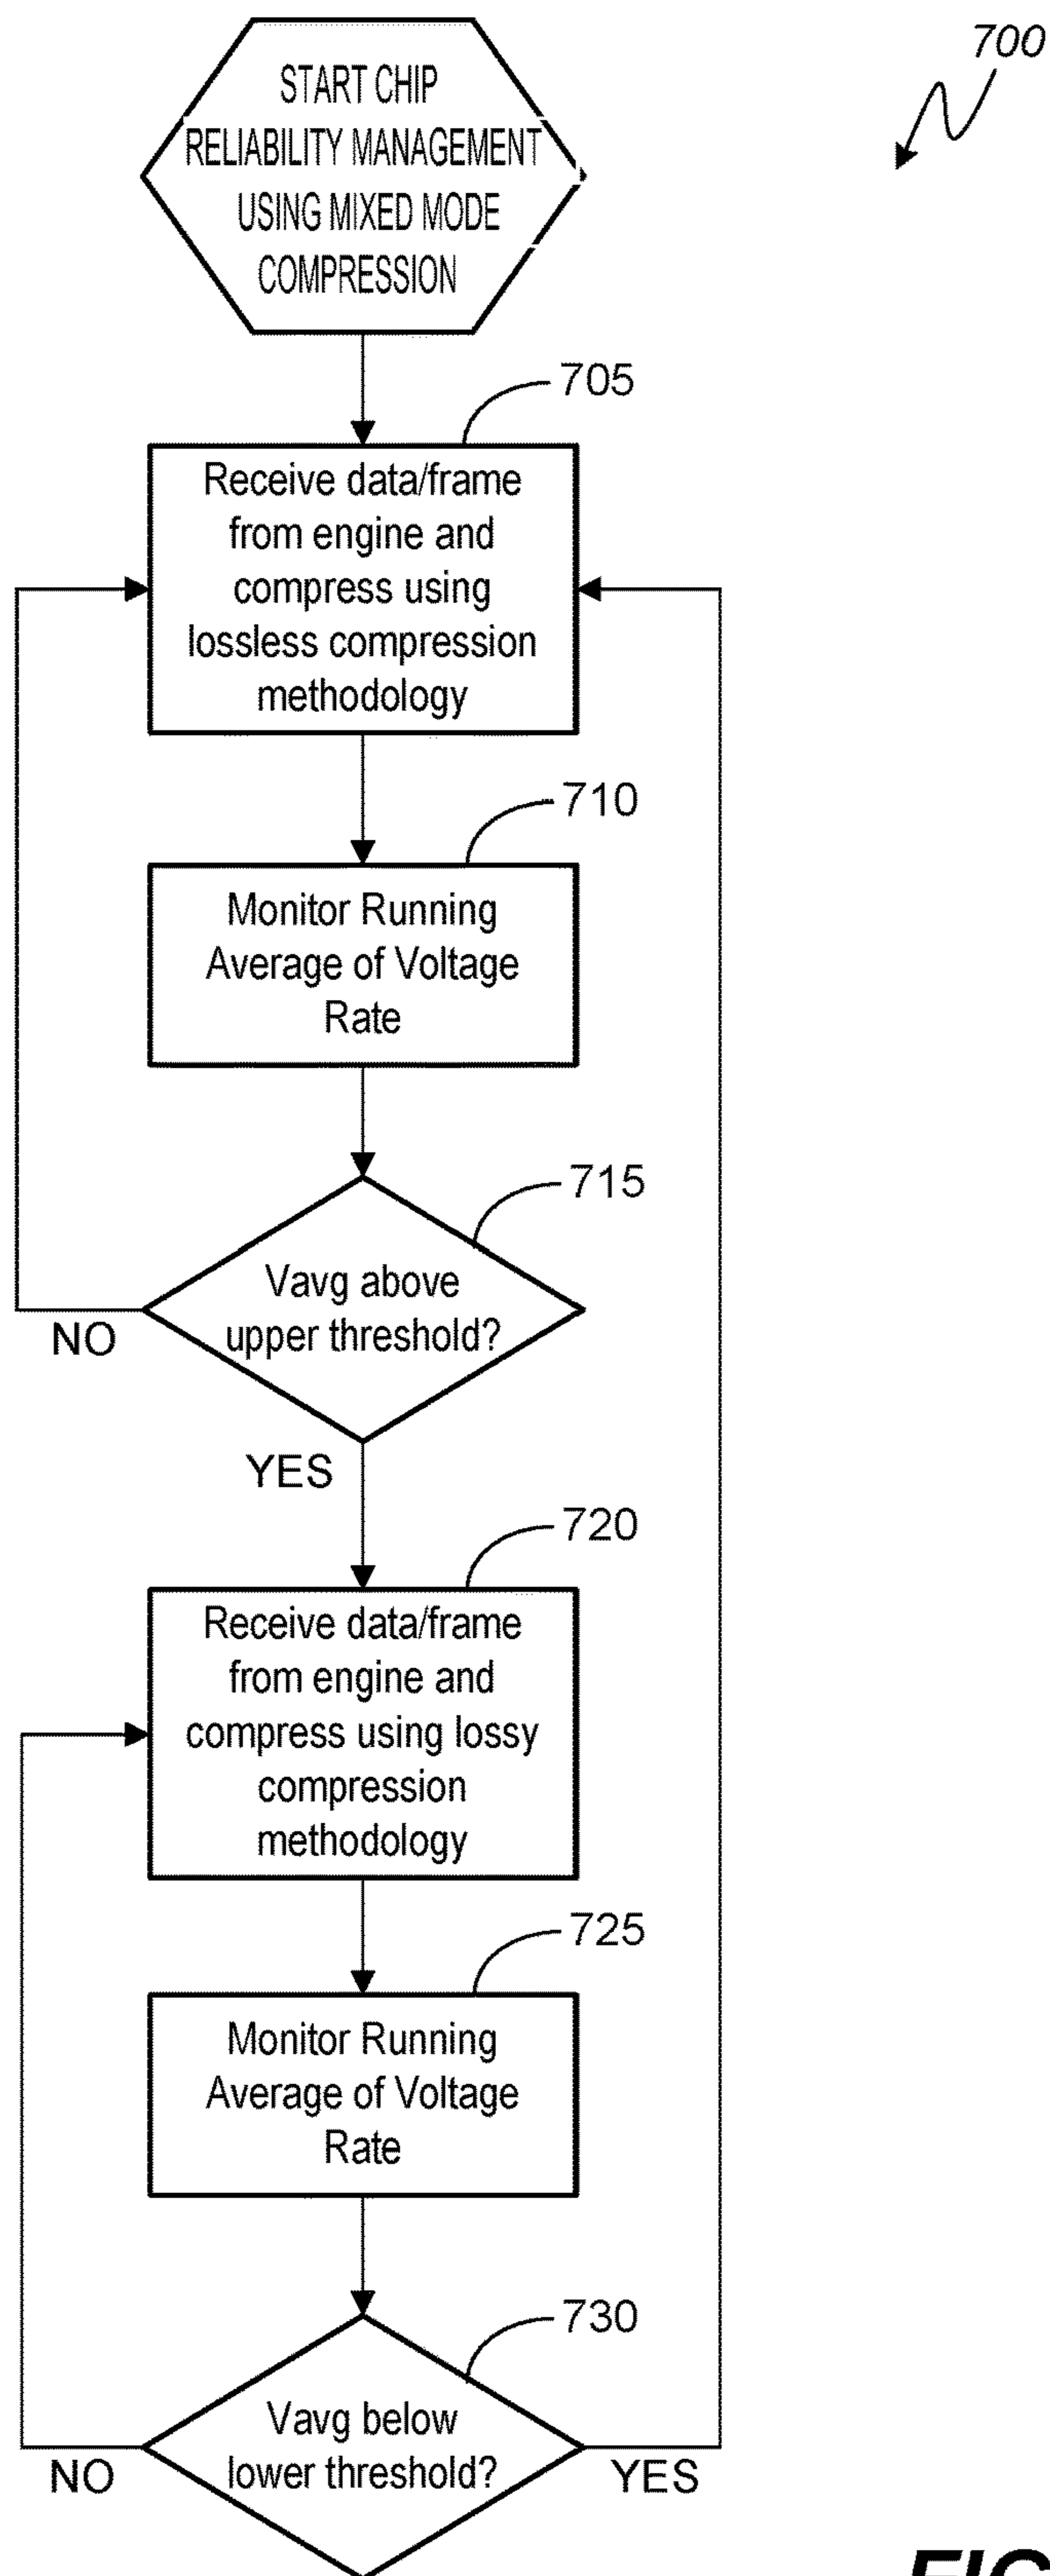 700
START CHIP
RELIABILITY MANAGEMENT
USING MIXED MODE
COMPRESSION
705
Receive data/frame
from engine and
compress using
lossless compression
methodology
710
Monitor Running
Average of Voltage
Rate
715
Vavg above
upper threshold?
NO
YES
720
Receive data/frame
from engine and
compress using lossy
compression
methodology
725
Monitor Running
Average of Voltage
Rate
730
Vavg below
lower threshold?
NO
YES